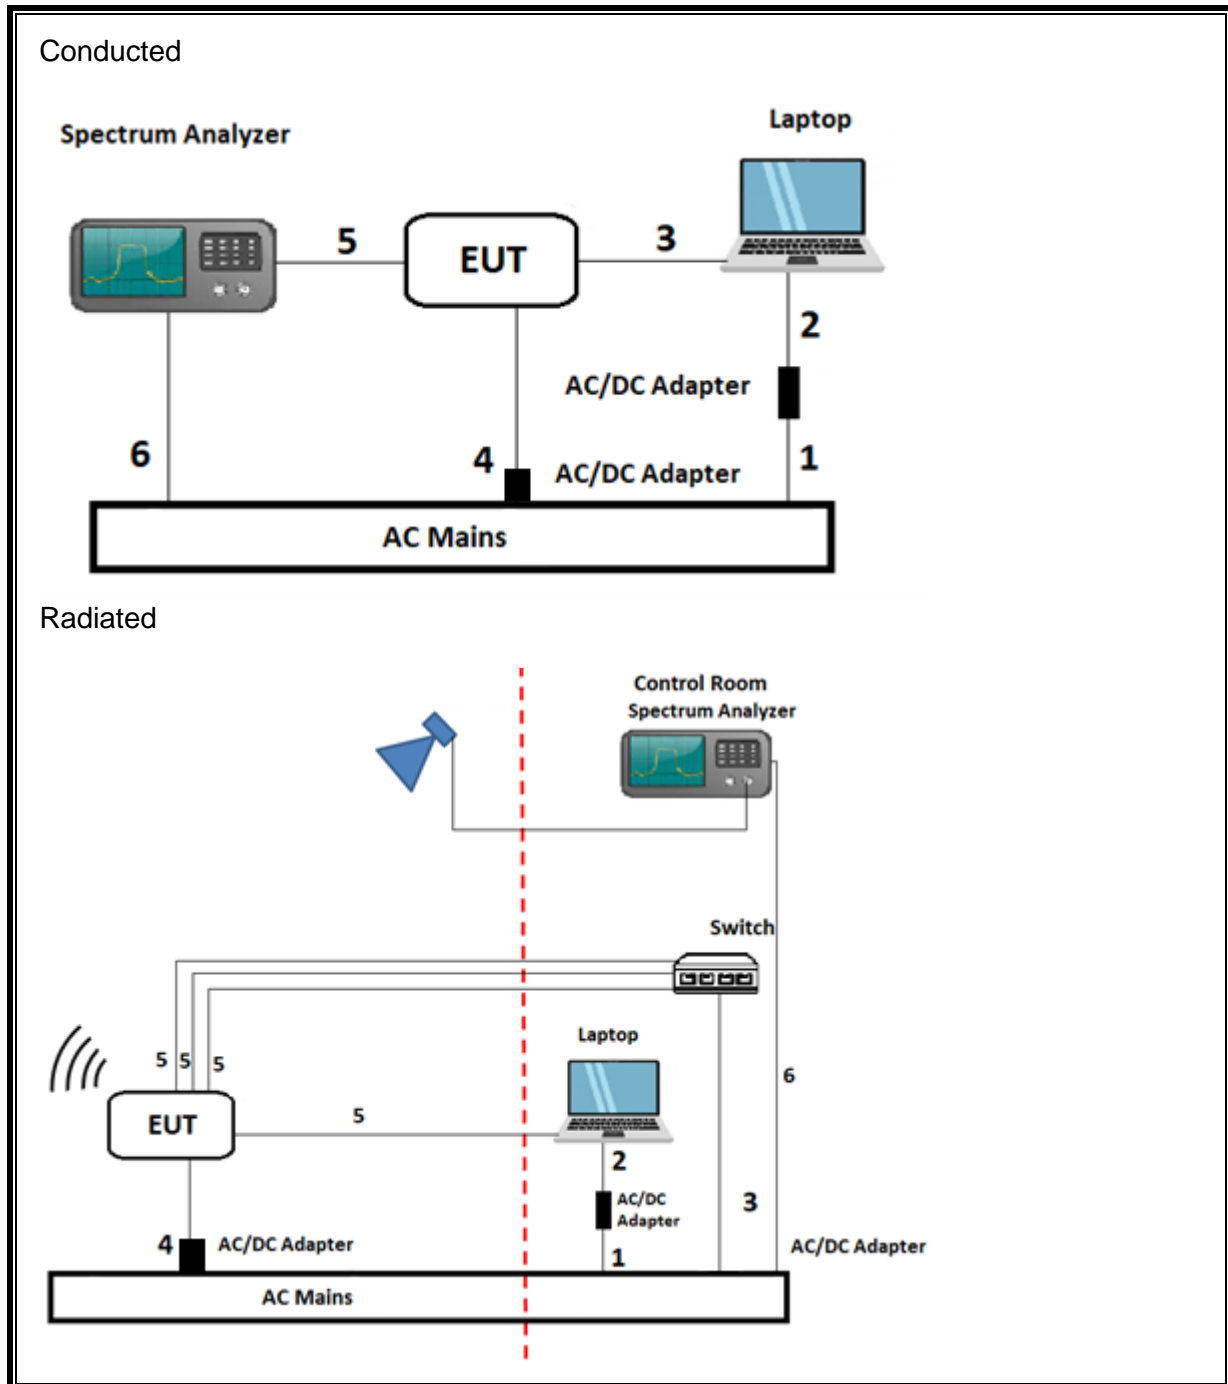 Conducted
Laptop
Spectrum Analyzer
5
EUT
3
2
AC/DC Adapter
6
4
AC/DC Adapter
1
AC Mains
Radiated
Control Room
Spectrum Analyzer
Switch
Laptop
5 5 5
6
EUT
5
2
AC/DC
Adapter
3
4
AC/DC Adapter
1
AC/DC Adapter
AC Mains